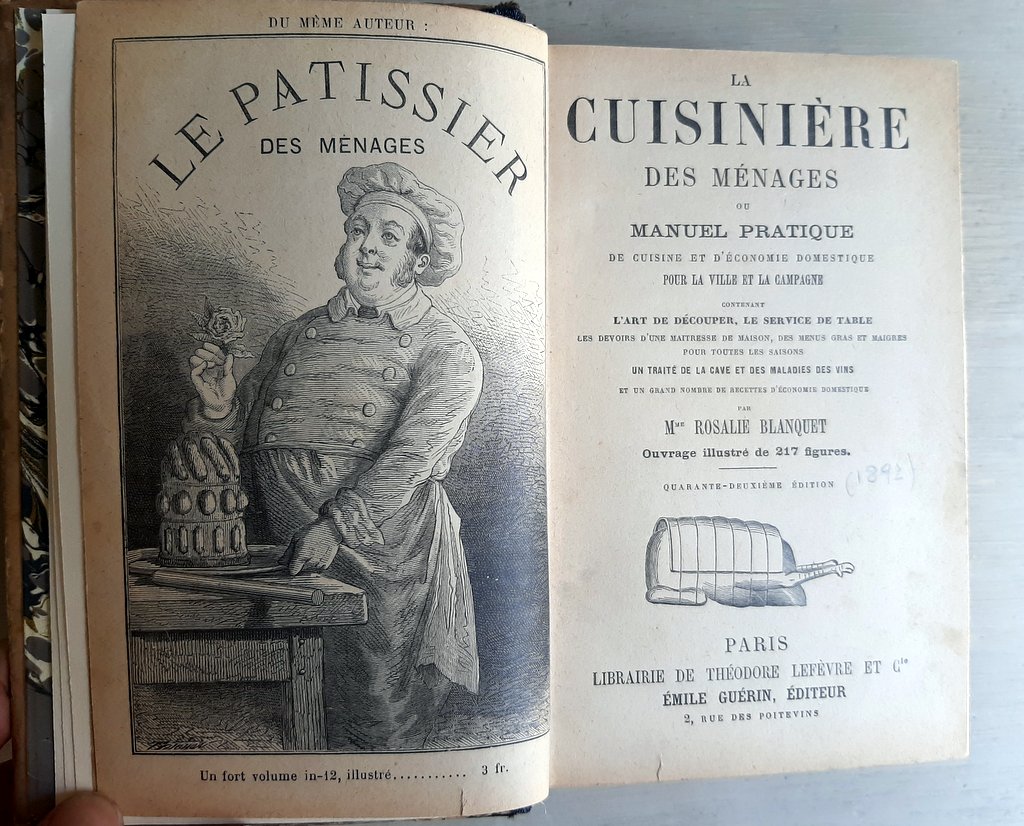 DU MÊME AUTEUR :
LE PATISSIER
DES MÉNAGES
Un fort volume in-12, illustré........... 3 fr.
LA
CUISINIÈRE
DES MÉNAGES
OU
MANUEL PRATIQUE
DE CUISINE ET D'ÉCONOMIE DOMESTIQUE
POUR LA VILLE ET LA CAMPAGNE
CONTENANT
L'ART DE DÉCOUPER, LE SERVICE DE TABLE
LES DEVOIRS D'UNE MAITRESSE DE MAISON, DES MENUS GRAS ET MAIGRES
POUR TOUTES LES SAISONS
UN TRAITÉ DE LA CAVE ET DES MALADIES DES VINS
ET UN GRAND NOMBRE DE RECETTES D'ÉCONOMIE DOMESTIQUE
PAR
Mme ROSALIE BLANQUET
Ouvrage illustré de 217 figures.
QUARANTE-DEUXIÈME ÉDITION
PARIS
LIBRAIRIE DE THÉODORE LEFÈVRE ET Cie
ÉMILE GUÉRIN, ÉDITEUR
2, RUE DES POITEVINS